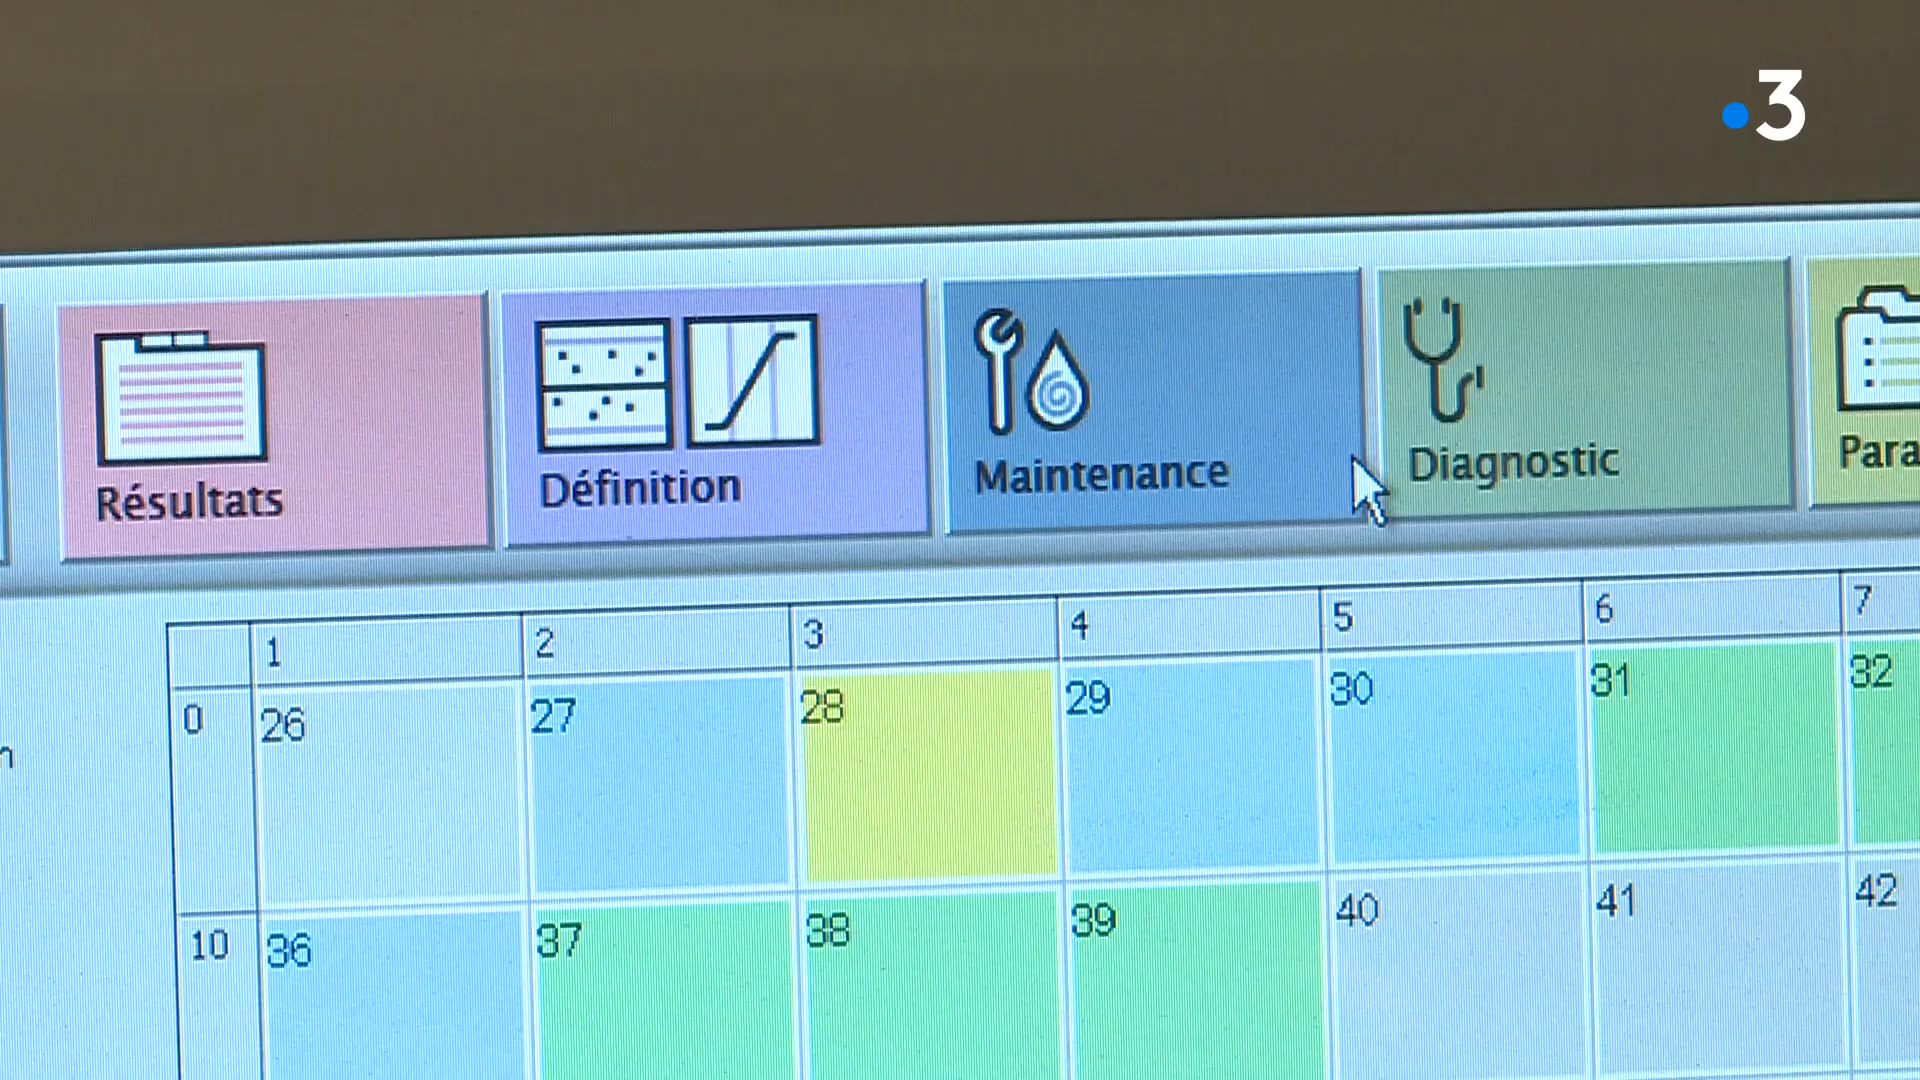 3
Résultats
Définition
Maintenance
Diagnostic
Para
1 2 3 4 5 6 7
0 26 27 28 29 30 31 32
n
10 36 37 38 39 40 41 42